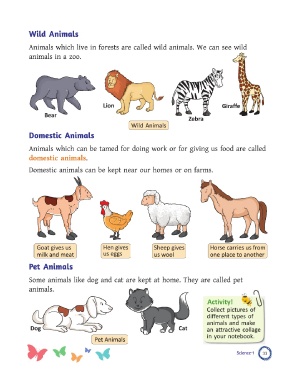 Wild Animals
Animals which live in forests are called wild animals. We can see wild
animals in a zoo.
Bear
Lion
Zebra
Giraffe
Wild Animals
Domestic Animals
Animals which can be tamed for doing work or for giving us food are called
domestic animals.
Domestic animals can be kept near our homes or on farms.
Goat gives us
milk and meat
Hen gives
us eggs
Sheep gives
us wool
Horse carries us from
one place to another
Pet Animals
Some animals like dog and cat are kept at home. They are called pet
animals.
Dog
Cat
Pet Animals
Activity!
Collect pictures of
different types of
animals and make
an attractive collage
in your notebook.